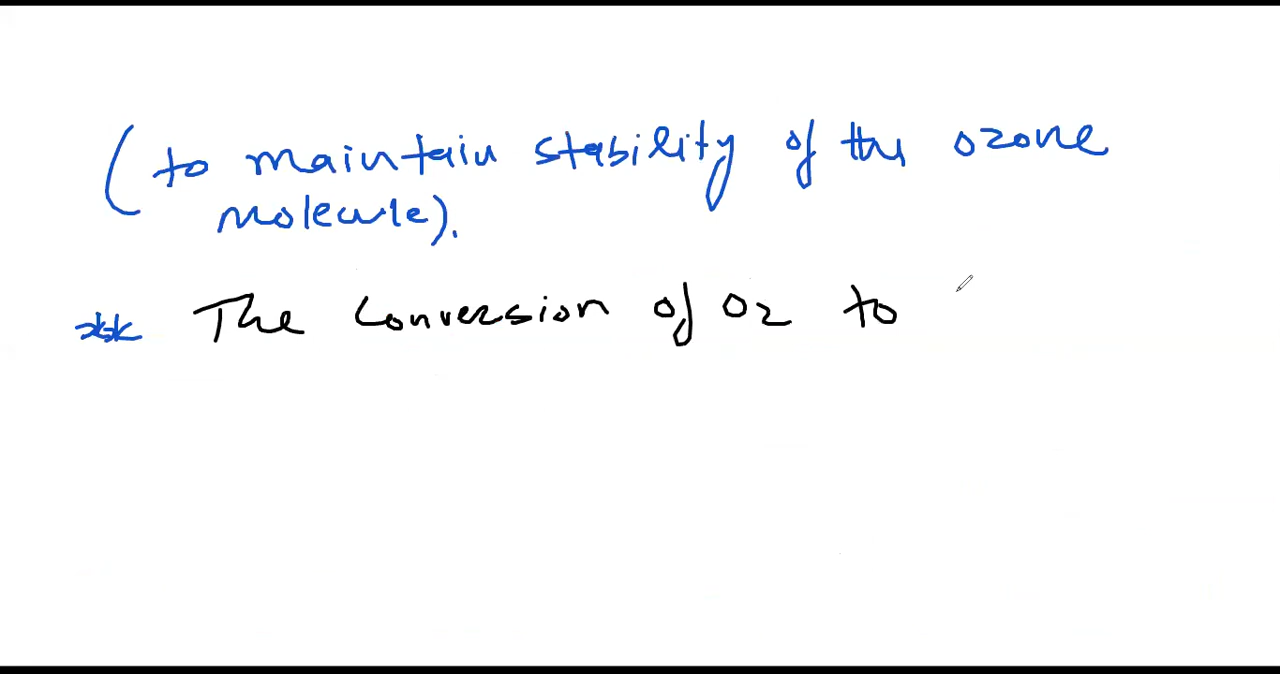 (to maintain stability of the ozone
molecule).
** The conversion of O2 to